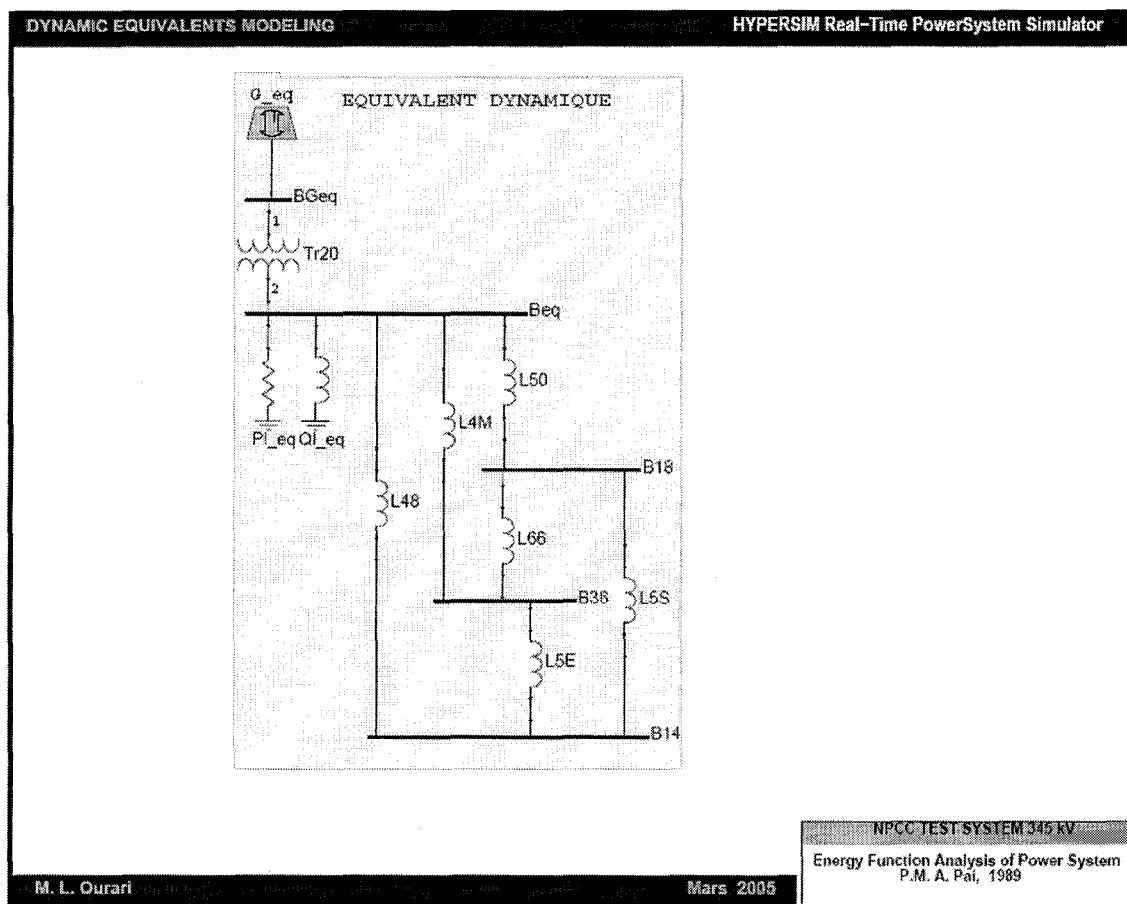 DYNAMIC EQUIVALENTS MODELING
HYPERSIM Real-Time PowerSystem Simulator
G_eq
EQUIVALENT DYNAMIQUE
BGeq
1
Tr20
2
Beq
L50
L4M
Pl_eq Ql_eq
B18
L48
L66
B36
L5S
L5E
B14
NPCC TEST SYSTEM 345 kV
Energy Function Analysis of Power System
P.M. A. Pai, 1989
M. L. Ourari
Mars 2005